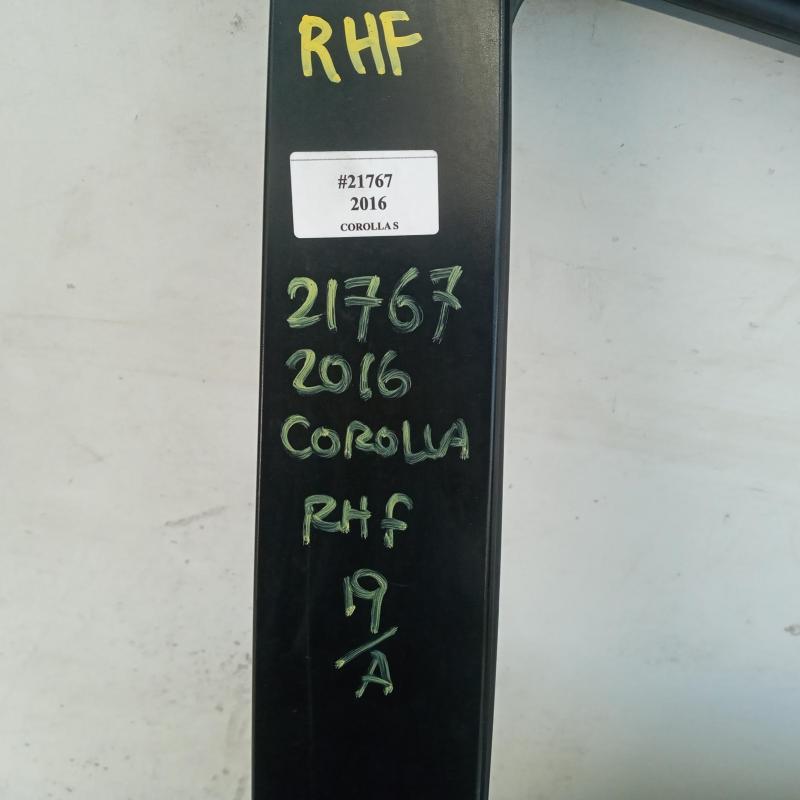 RHF
#21767
2016
COROLLA S
21767
2016
COROLLA
RHF
19
/
A